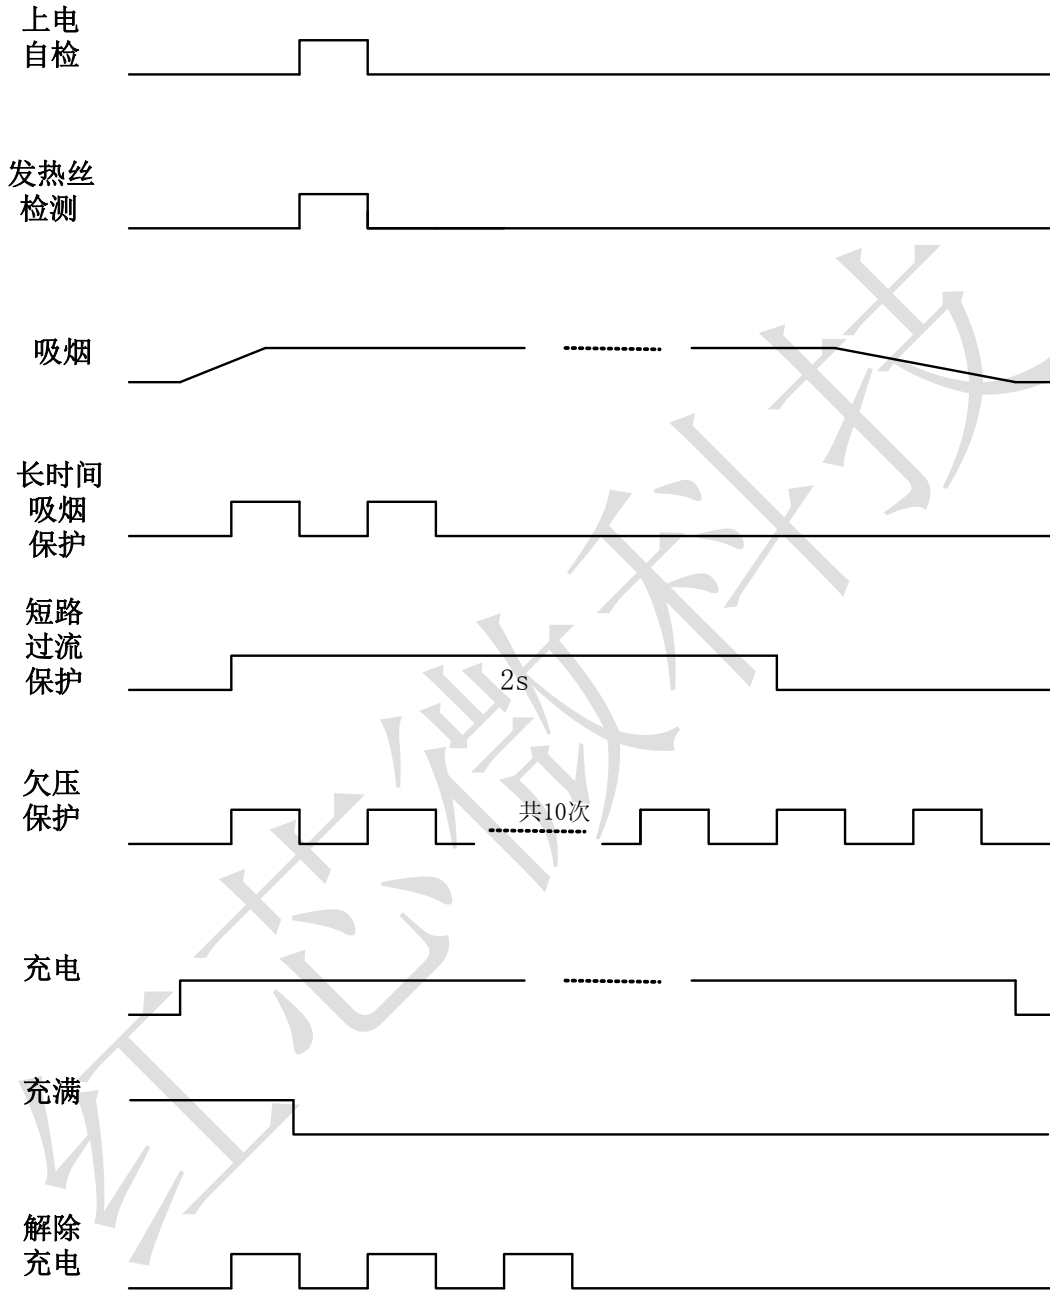 上电
自检
发热丝
检测
吸烟
长时间
吸烟
保护
短路
过流
保护
2s
欠压
保护
共10次
充电
充满
解除
充电
红芯微科技